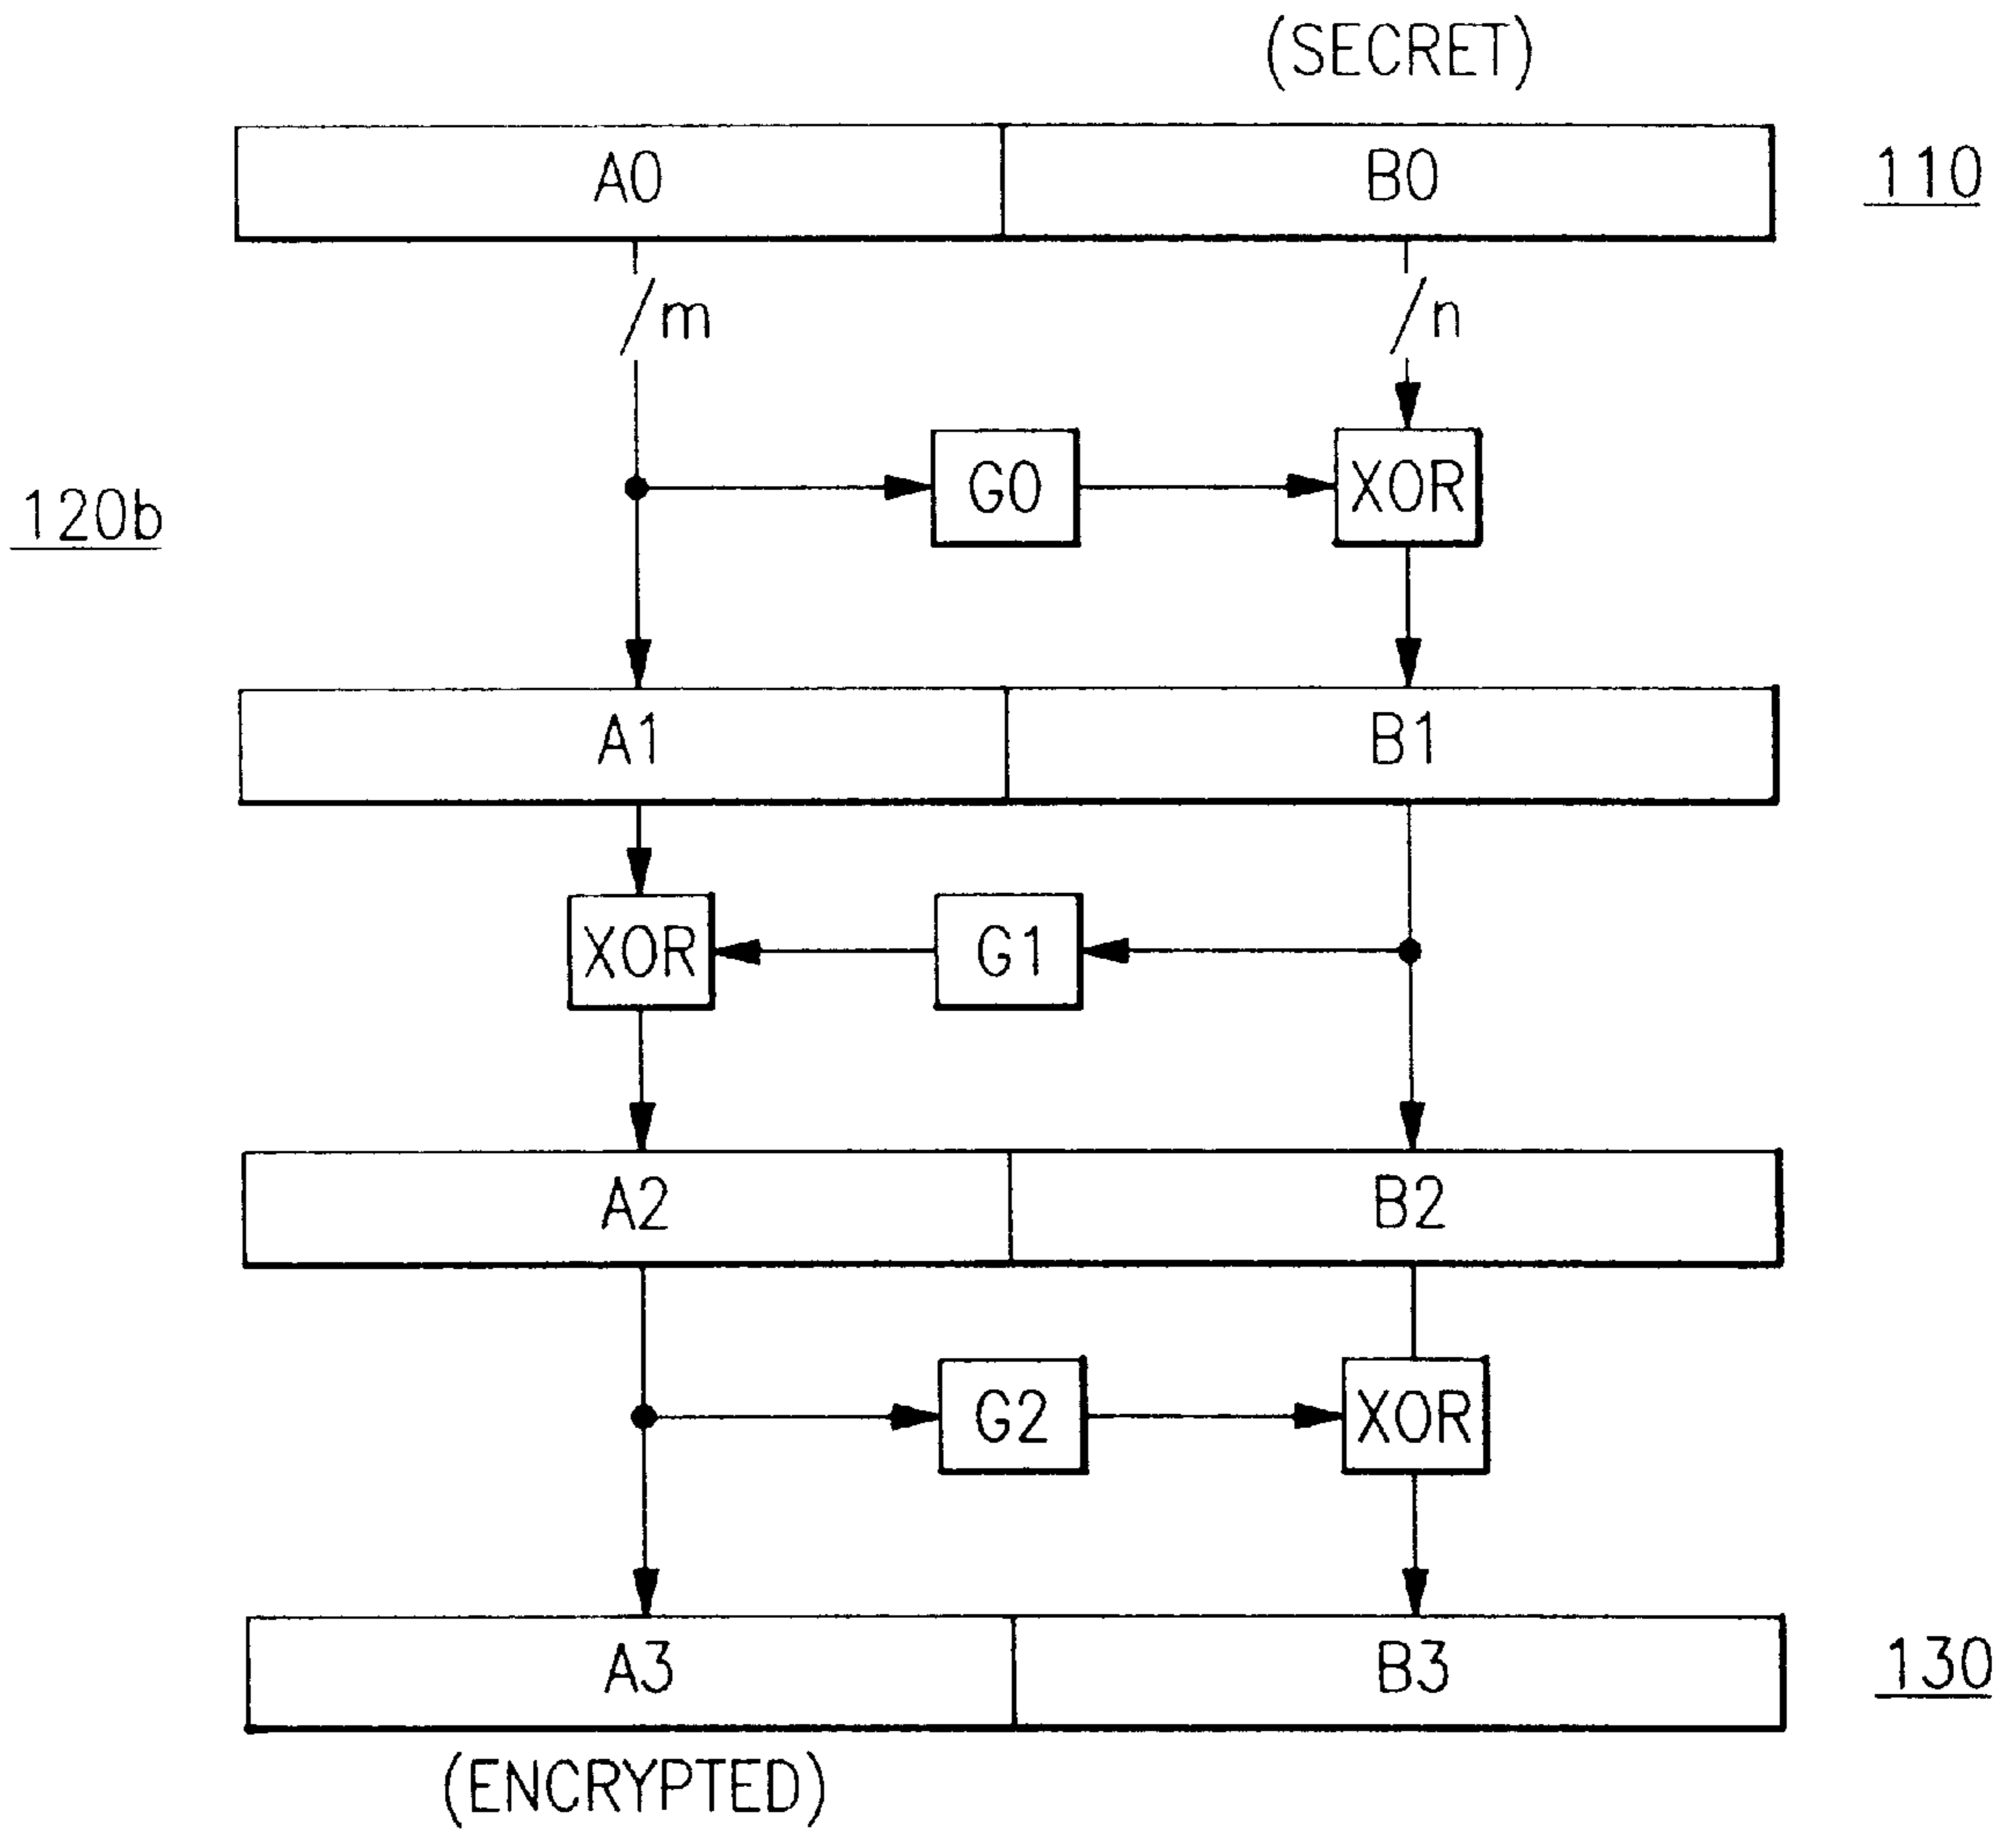 (SECRET)
A0 B0 110
/m /n
G0 XOR
120b
A1 B1
XOR G1
A2 B2
G2 XOR
A3 B3 130
(ENCRYPTED)